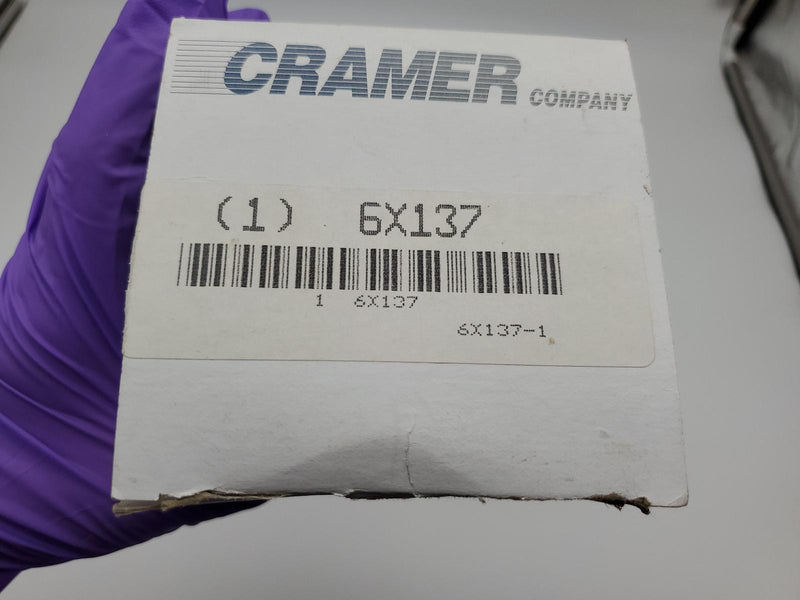 CRAMER COMPANY
(1) 6X137
1 6X137
6X137-1